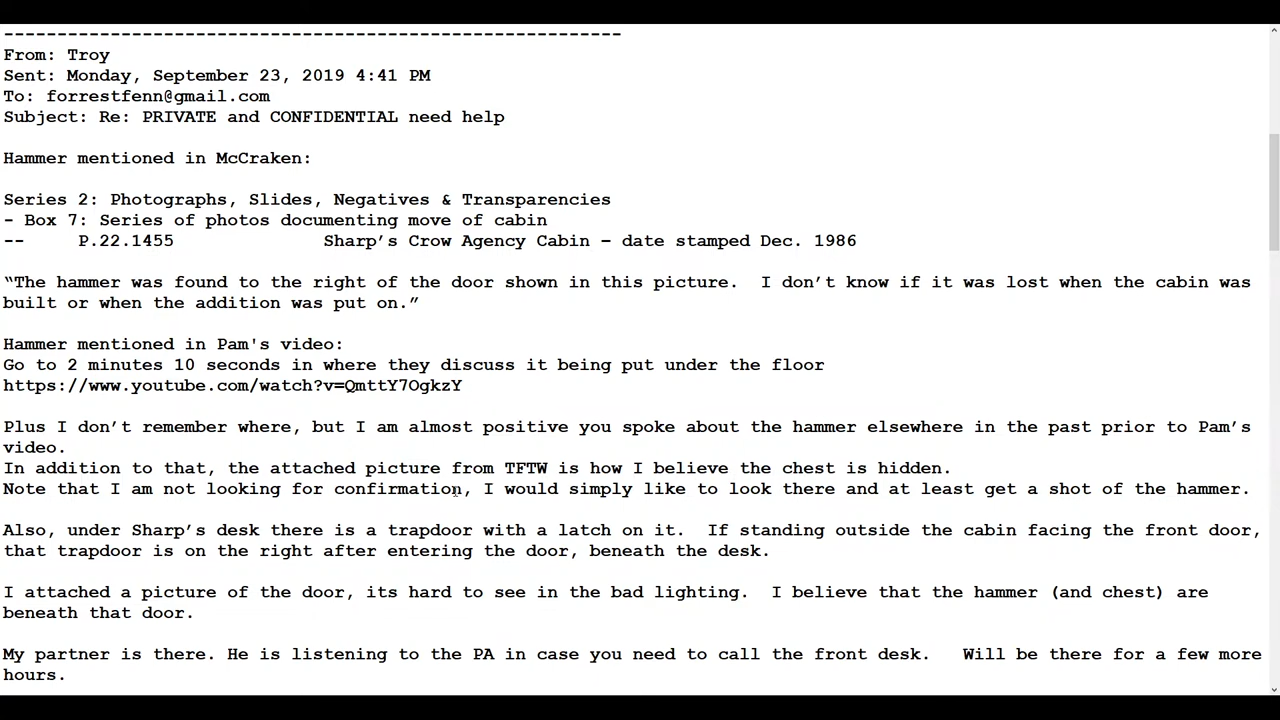 ----------------------------------------------------------
From: Troy
Sent: Monday, September 23, 2019 4:41 PM
To: forrestfenn@gmail.com
Subject: Re: PRIVATE and CONFIDENTIAL need help
Hammer mentioned in McCraken:
Series 2: Photographs, Slides, Negatives & Transparencies
- Box 7: Series of photos documenting move of cabin
-- P.22.1455 Sharp’s Crow Agency Cabin – date stamped Dec. 1986
“The hammer was found to the right of the door shown in this picture. I don’t know if it was lost when the cabin was
built or when the addition was put on.”
Hammer mentioned in Pam's video:
Go to 2 minutes 10 seconds in where they discuss it being put under the floor
https://www.youtube.com/watch?v=QmttY7OgkzY
Plus I don’t remember where, but I am almost positive you spoke about the hammer elsewhere in the past prior to Pam’s
video.
In addition to that, the attached picture from TFTW is how I believe the chest is hidden.
Note that I am not looking for confirmation, I would simply like to look there and at least get a shot of the hammer.
Also, under Sharp’s desk there is a trapdoor with a latch on it. If standing outside the cabin facing the front door,
that trapdoor is on the right after entering the door, beneath the desk.
I attached a picture of the door, its hard to see in the bad lighting. I believe that the hammer (and chest) are
beneath that door.
My partner is there. He is listening to the PA in case you need to call the front desk. Will be there for a few more
hours.